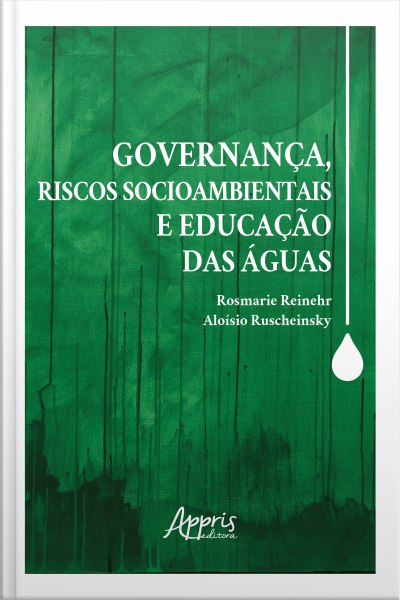 GOVERNANÇA,
RISCOS SOCIOAMBIENTAIS
E EDUCAÇÃO
DAS ÁGUAS
Rosmarie Reinehr
Aloísio Ruscheinsky
Appris
editora